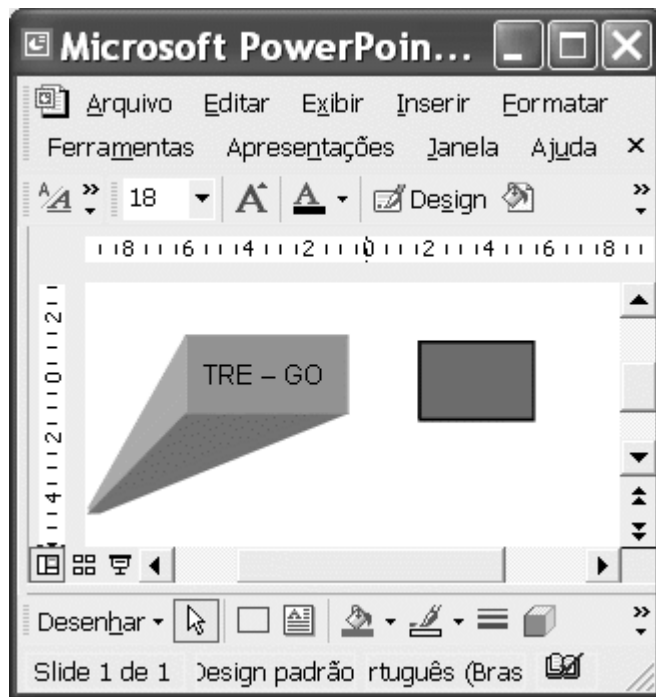 Microsoft PowerPoin...
Arquivo Editar Exibir Inserir Formatar
Ferramentas Apresentações Janela Ajuda ×
A/A 18 A A Design
8 6 4 2 0 2 4 6 8
2
0
2
4
TRE – GO
Desenhar
Slide 1 de 1 Design padrão rtuguês (Bras